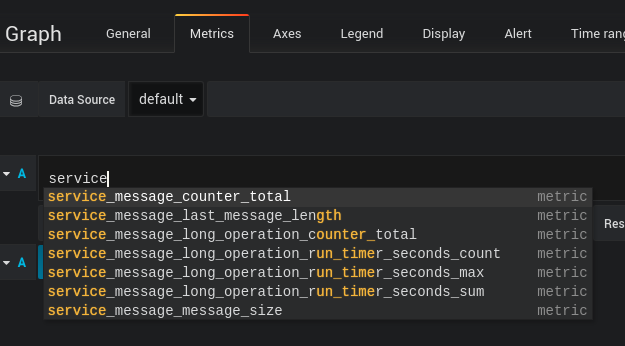 Graph General Metrics Axes Legend Display Alert Time rang
Data Source default
A service
service_message_counter_total metric
service_message_last_message_length metric
service_message_long_operation_counter_total metric
service_message_long_operation_run_timer_seconds_count metric
service_message_long_operation_run_timer_seconds_max metric
service_message_long_operation_run_timer_seconds_sum metric
service_message_message_size metric
Res
A